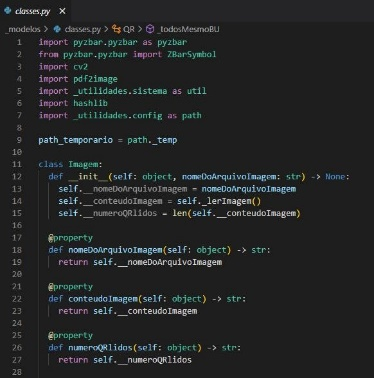 classes.py ×
_modelos > classes.py > QR > _todosMesmoBU
1 import pyzbar.pyzbar as pyzbar
2 from pyzbar.pyzbar import ZBarSymbol
3 import cv2
4 import pdf2image
5 import _utilidades.sistema as util
6 import hashlib
7 import _utilidades.config as path
8
9 path_temporario = path._temp
10
11 class Imagem:
12 def __init__(self: object, nomeDoArquivoImagem: str) -> None:
13 self.__nomeDoArquivoImagem = nomeDoArquivoImagem
14 self.__conteudoImagem = self._lerImagem()
15 self.__numeroQRlidos = len(self.__conteudoImagem)
16
17 @property
18 def nomeDoArquivoImagem(self: object) -> str:
19 return self.__nomeDoArquivoImagem
20
21 @property
22 def conteudoImagem(self: object) -> str:
23 return self.__conteudoImagem
24
25 @property
26 def numeroQRlidos(self: object) -> str:
27 return self.__numeroQRlidos
28